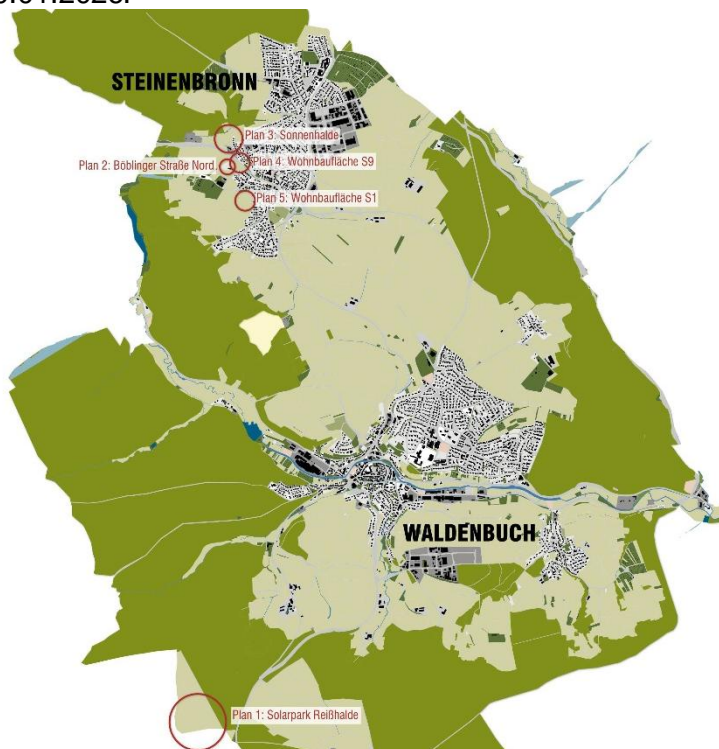 STEINENBRONN
Plan 3: Sonnenhalde
Plan 2: Böblinger Straße Nord.
Plan 4: Wohnbaufläche S9
Plan 5: Wohnbaufläche S1
WALDENBUCH
Plan 1: Solarpark Reißhalde